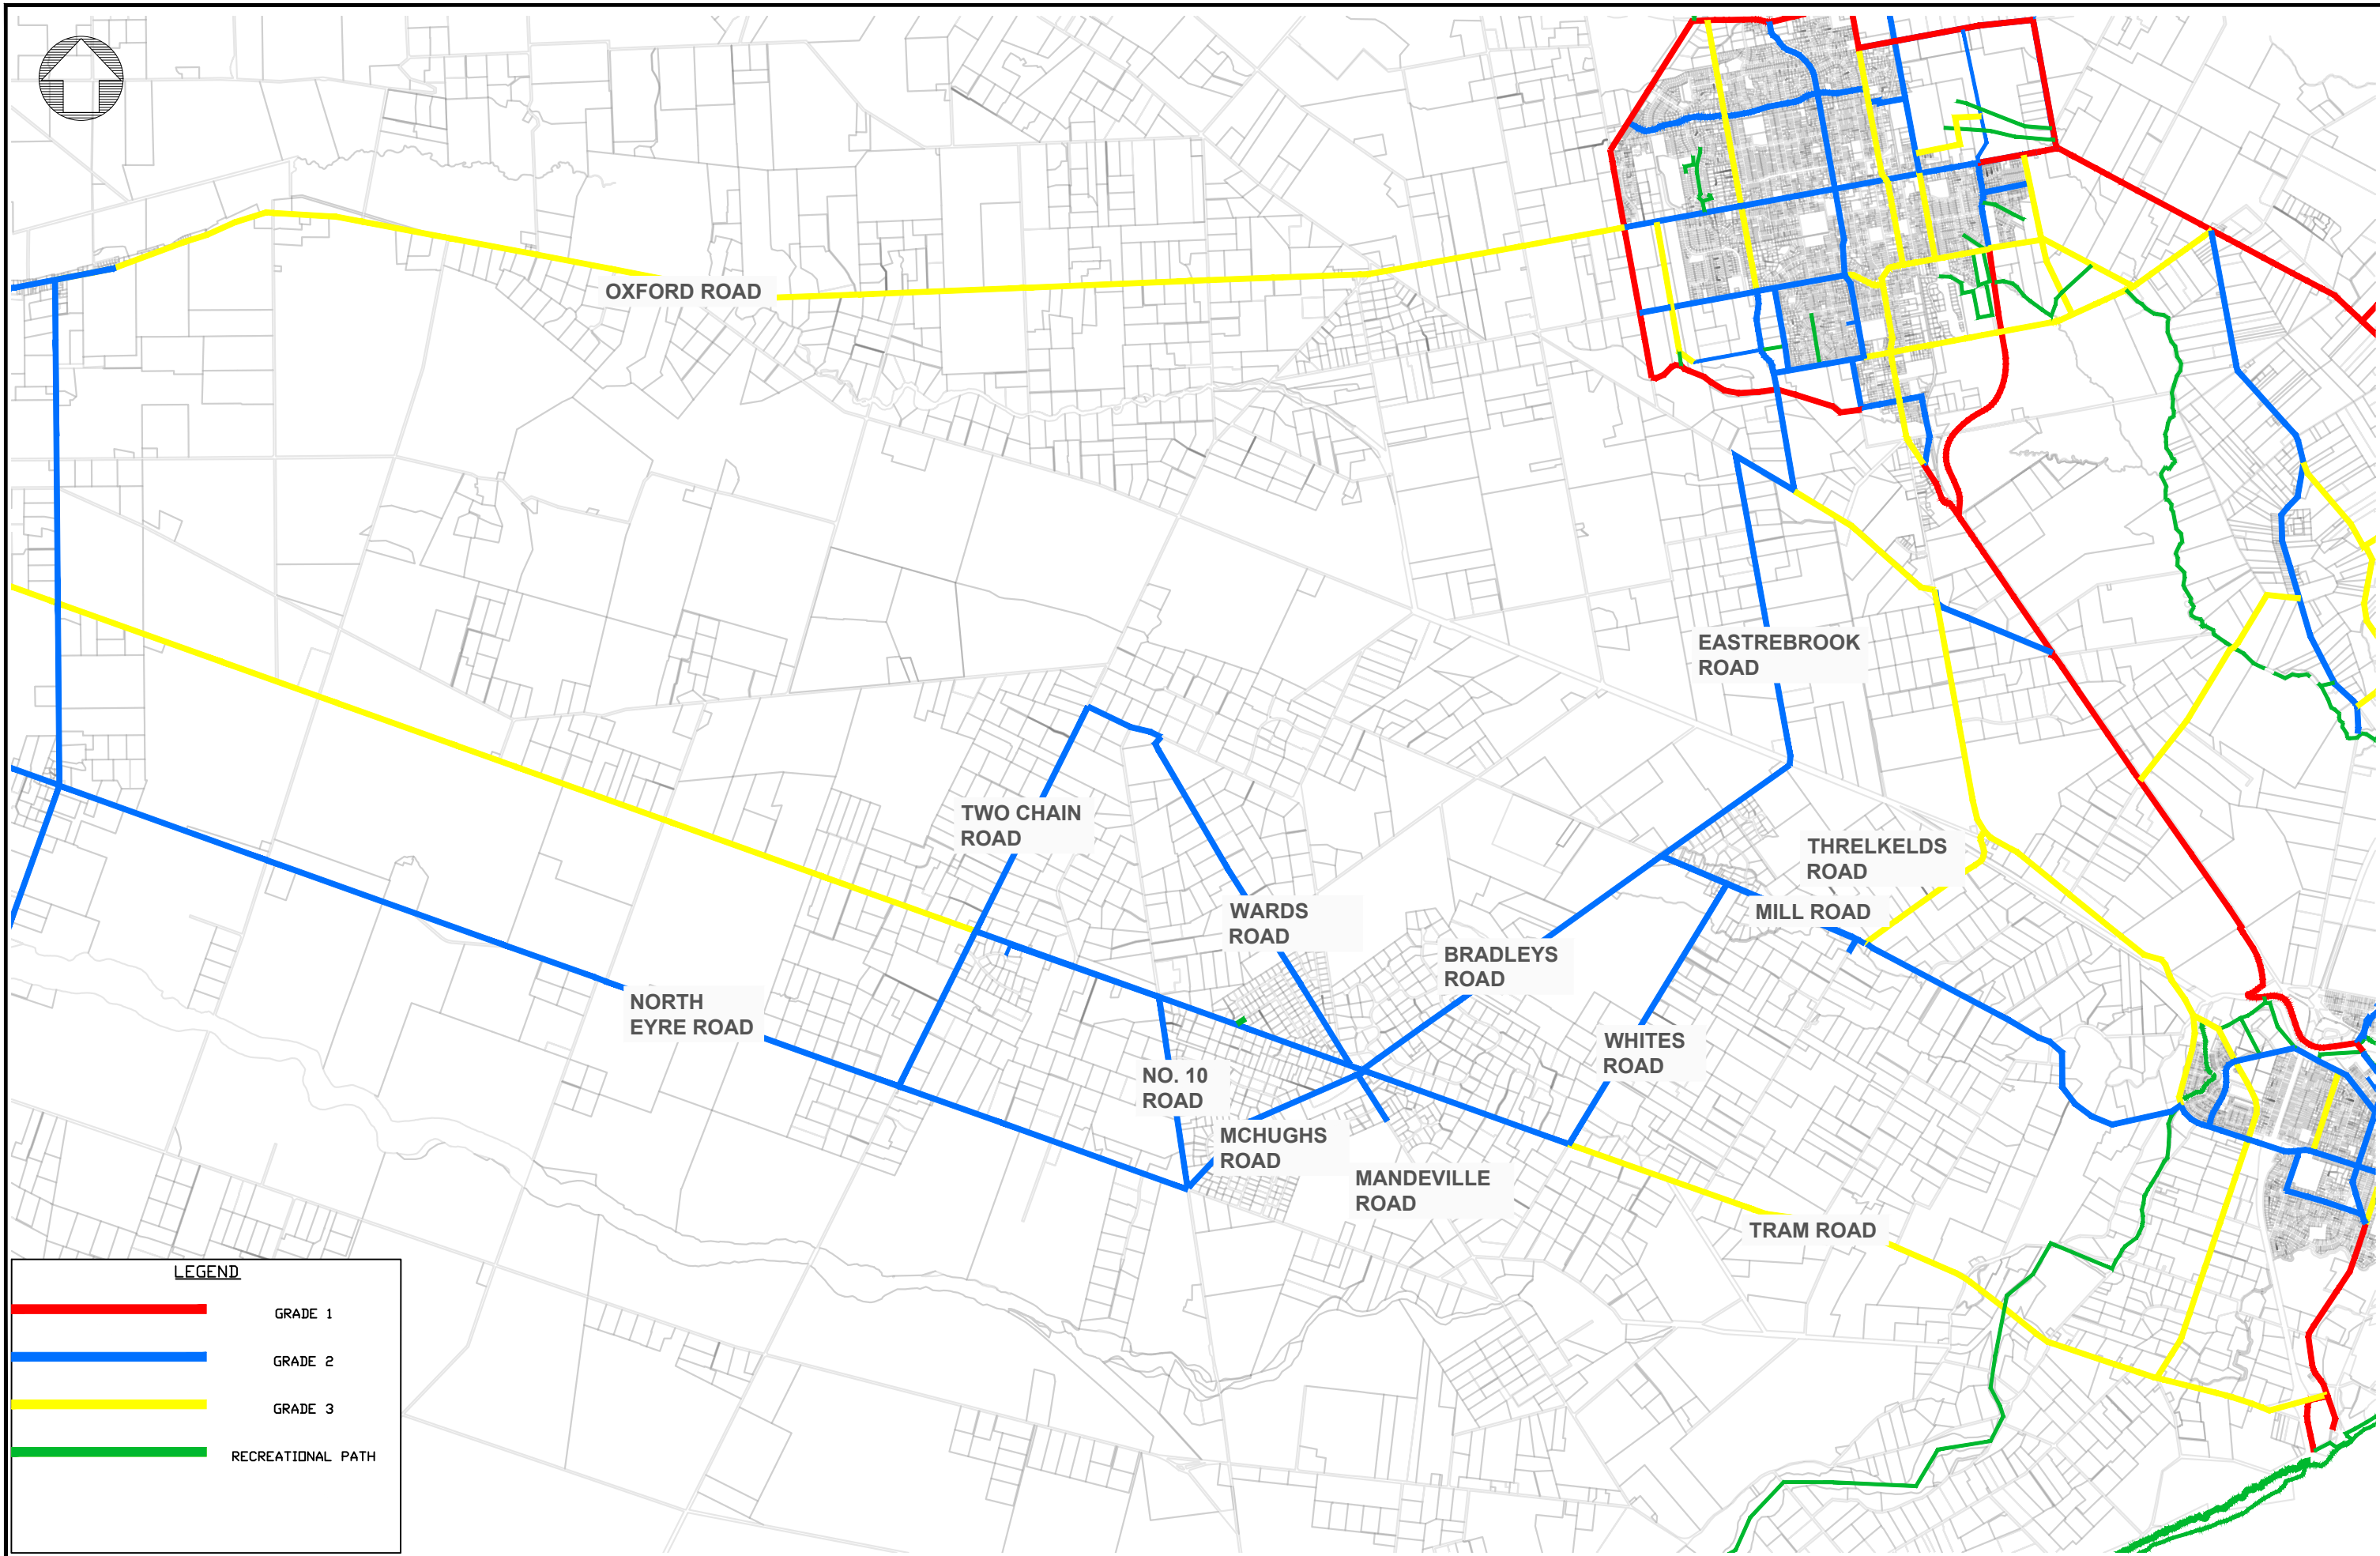 OXFORD ROAD
EASTREBROOK
ROAD
TWO CHAIN
ROAD
THRELKELDS
ROAD
WARDS
ROAD
MILL ROAD
BRADLEYS
ROAD
NORTH
EYRE ROAD
WHITES
ROAD
NO. 10
ROAD
MCHUGHS
ROAD
MANDEVILLE
ROAD
TRAM ROAD
LEGEND
GRADE 1
GRADE 2
GRADE 3
RECREATIONAL PATH